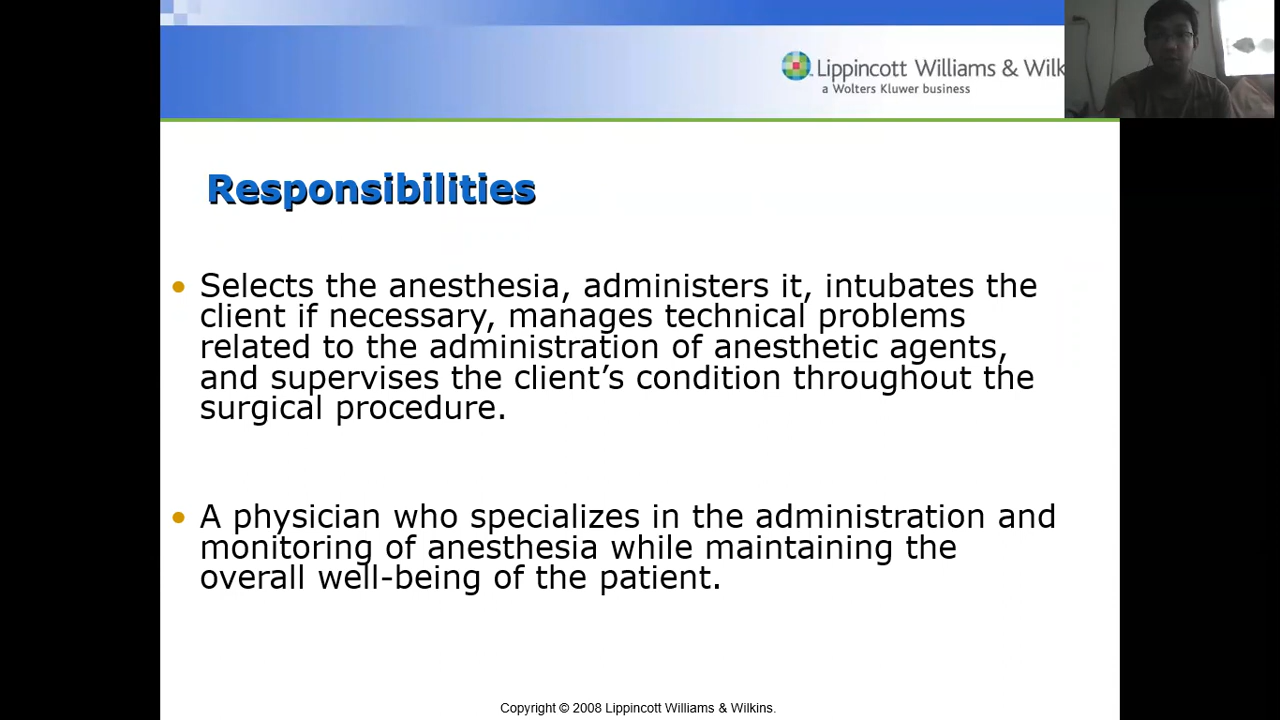 Lippincott Williams & Wilk
a Wolters Kluwer business
Responsibilities
• Selects the anesthesia, administers it, intubates the
client if necessary, manages technical problems
related to the administration of anesthetic agents,
and supervises the client’s condition throughout the
surgical procedure.
• A physician who specializes in the administration and
monitoring of anesthesia while maintaining the
overall well-being of the patient.
Copyright © 2008 Lippincott Williams & Wilkins.